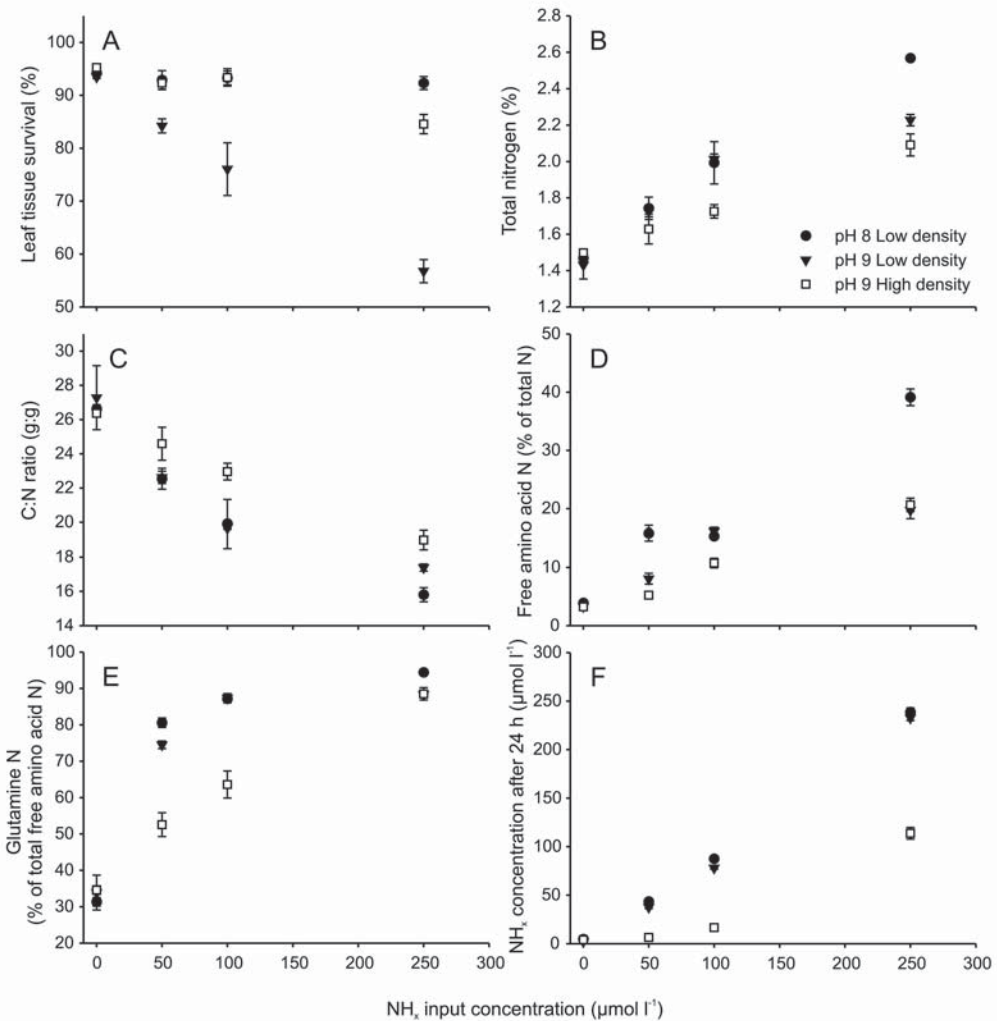 A
Leaf tissue survival (%)
100
90
80
70
60
50
B
Total nitrogen (%)
2.6
2.4
2.2
2.0
1.8
1.6
1.4
1.2
pH 8 Low density
pH 9 Low density
pH 9 High density
C
C:N ratio (g:g)
30
28
26
24
22
20
18
16
14
D
Free amino acid N (% of total N)
50
40
30
20
10
0
E
Glutamine N
(% of total free amino acid N)
100
90
80
70
60
50
40
30
20
0 50 100 150 200 250 300
F
NHₓ concentration after 24 h (µmol l⁻¹)
300
250
200
150
100
50
0
0 50 100 150 200 250 300
NHₓ input concentration (µmol l⁻¹)